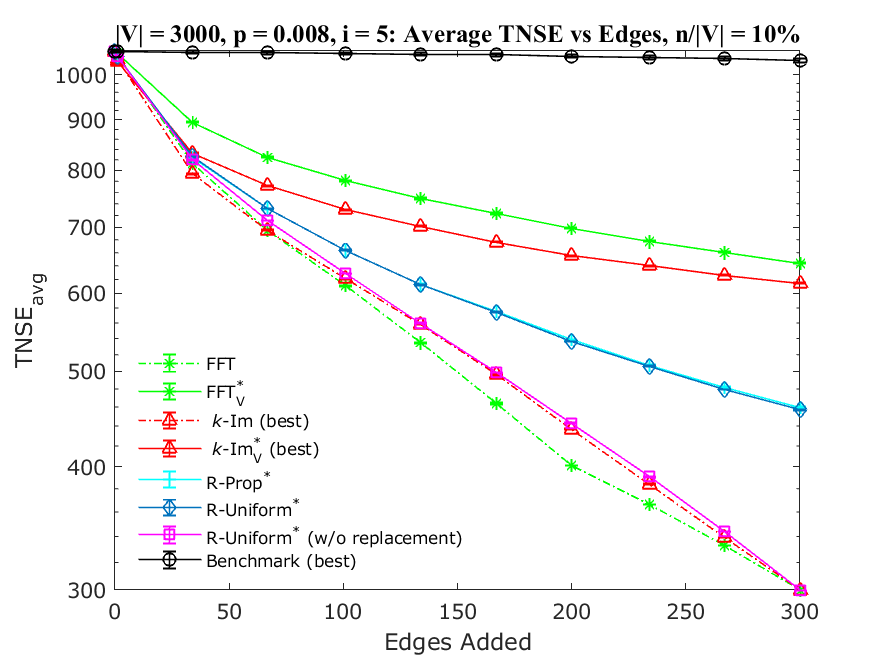 |V| = 3000, p = 0.008, i = 5: Average TNSE vs Edges, n/|V| = 10%
1000
900
800
700
600
500
400
300
TNSE_avg
FFT
FFT*_V
k-Im (best)
k-Im*_V (best)
R-Prop*
R-Uniform*
R-Uniform* (w/o replacement)
Benchmark (best)
0 50 100 150 200 250 300
Edges Added